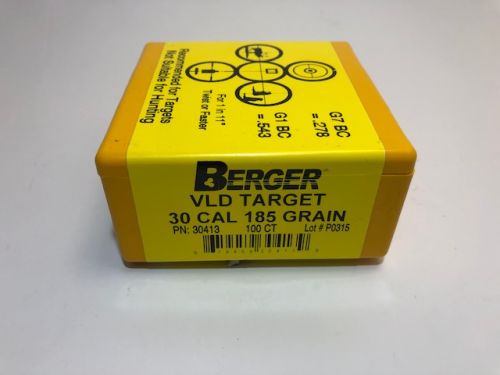 G7 BC
= .278
G1 BC
= .543
For 1 in 11"
Twist or Faster
Recommended for Targets
Not Suitable for Hunting
BERGER
VLD TARGET
30 CAL 185 GRAIN
PN: 30413 100 CT Lot # P0315